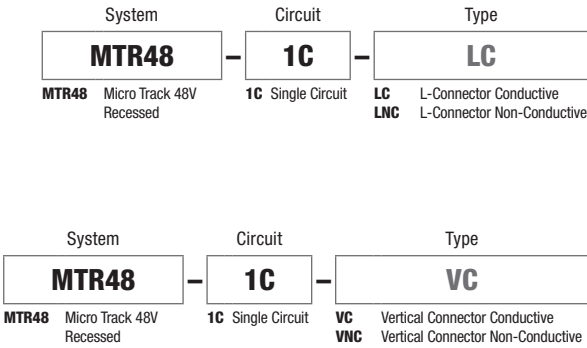 System Circuit Type
MTR48 – 1C – LC
MTR48 Micro Track 48V 1C Single Circuit LC L-Connector Conductive
Recessed LNC L-Connector Non-Conductive
System Circuit Type
MTR48 – 1C – VC
MTR48 Micro Track 48V 1C Single Circuit VC Vertical Connector Conductive
Recessed VNC Vertical Connector Non-Conductive